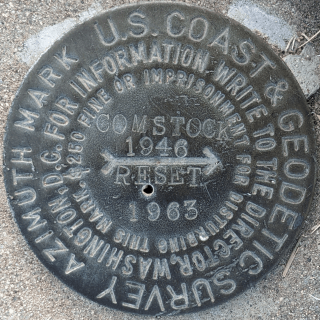 U.S. COAST & GEODETIC SURVEY AZIMUTH MARK
FOR INFORMATION WRITE TO THE DIRECTOR, WASHINGTON, D.C.
$250 FINE OR IMPRISONMENT FOR DISTURBING THIS MARK.
COMSTOCK
1946
RESET
1963